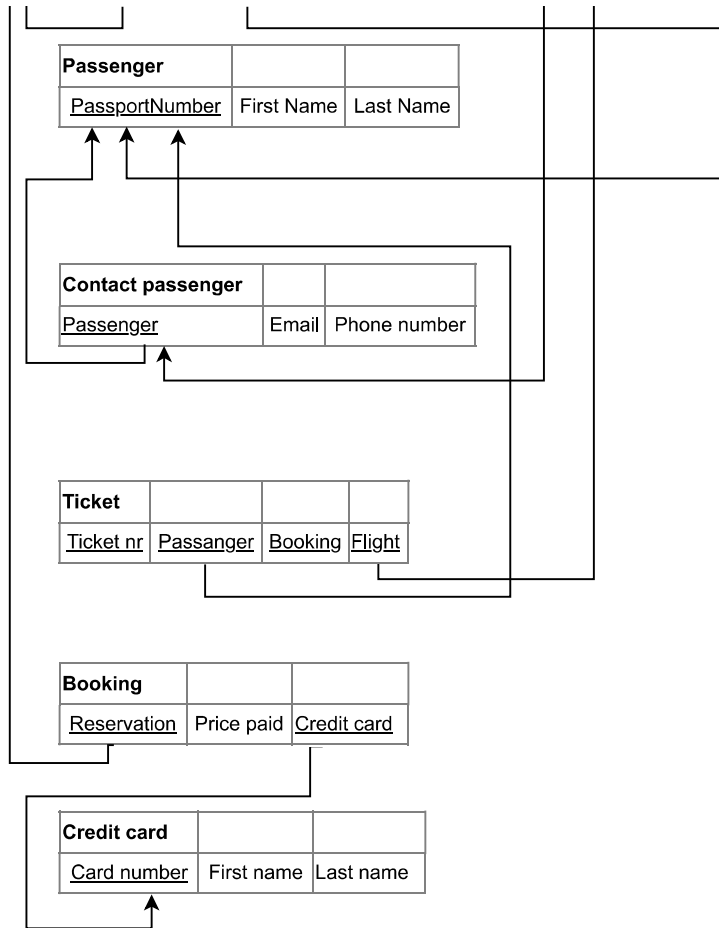 Passenger
PassportNumber First Name Last Name
Contact passenger
Passenger Email Phone number
Ticket
Ticket nr Passanger Booking Flight
Booking
Reservation Price paid Credit card
Credit card
Card number First name Last name